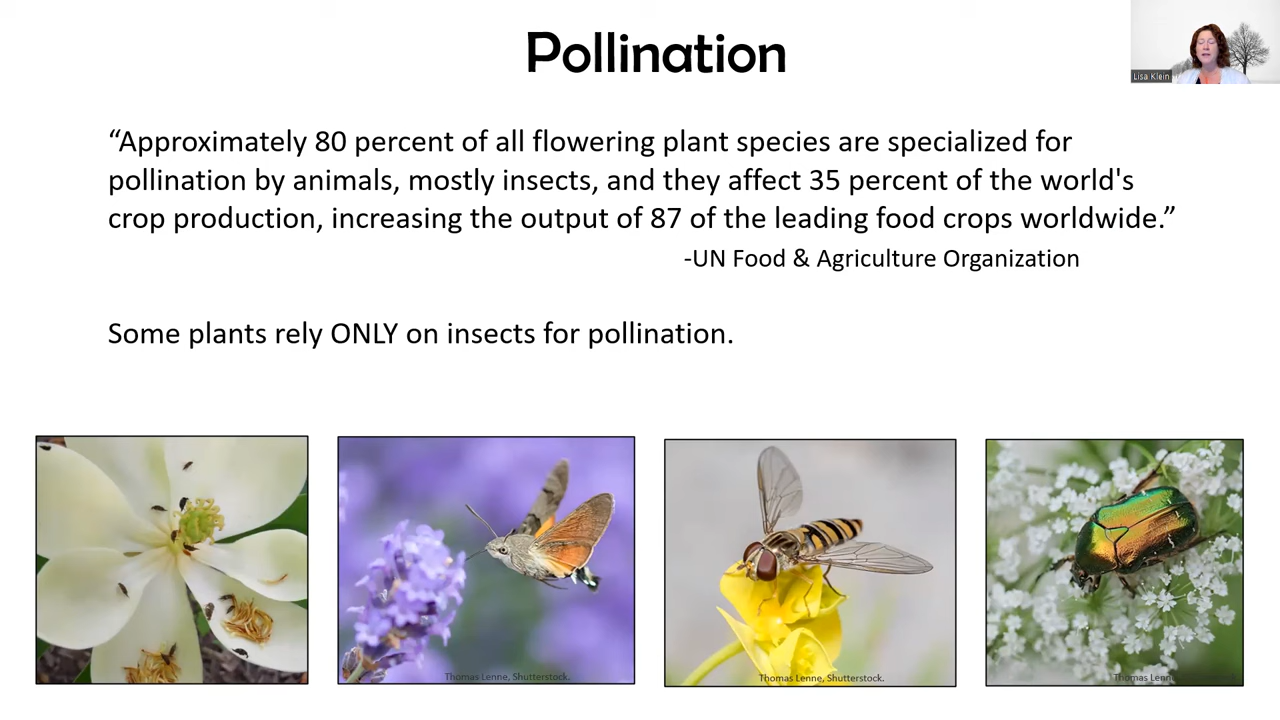 Pollination
Lisa Klein
“Approximately 80 percent of all flowering plant species are specialized for
pollination by animals, mostly insects, and they affect 35 percent of the world's
crop production, increasing the output of 87 of the leading food crops worldwide.”
-UN Food & Agriculture Organization
Some plants rely ONLY on insects for pollination.
Thomas Lenne, Shutterstock.
Thomas Lenne, Shutterstock.
Thomas Lenne